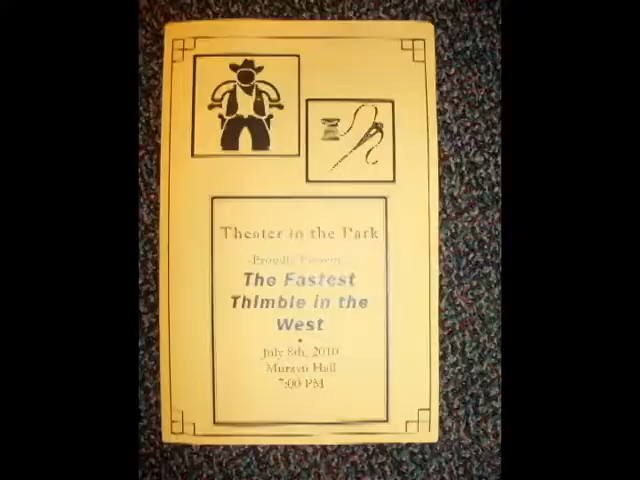 Theater in the Park
Proudly Presents
The Fastest
Thimble in the
West
July 8th, 2010
Hall
7:00 PM